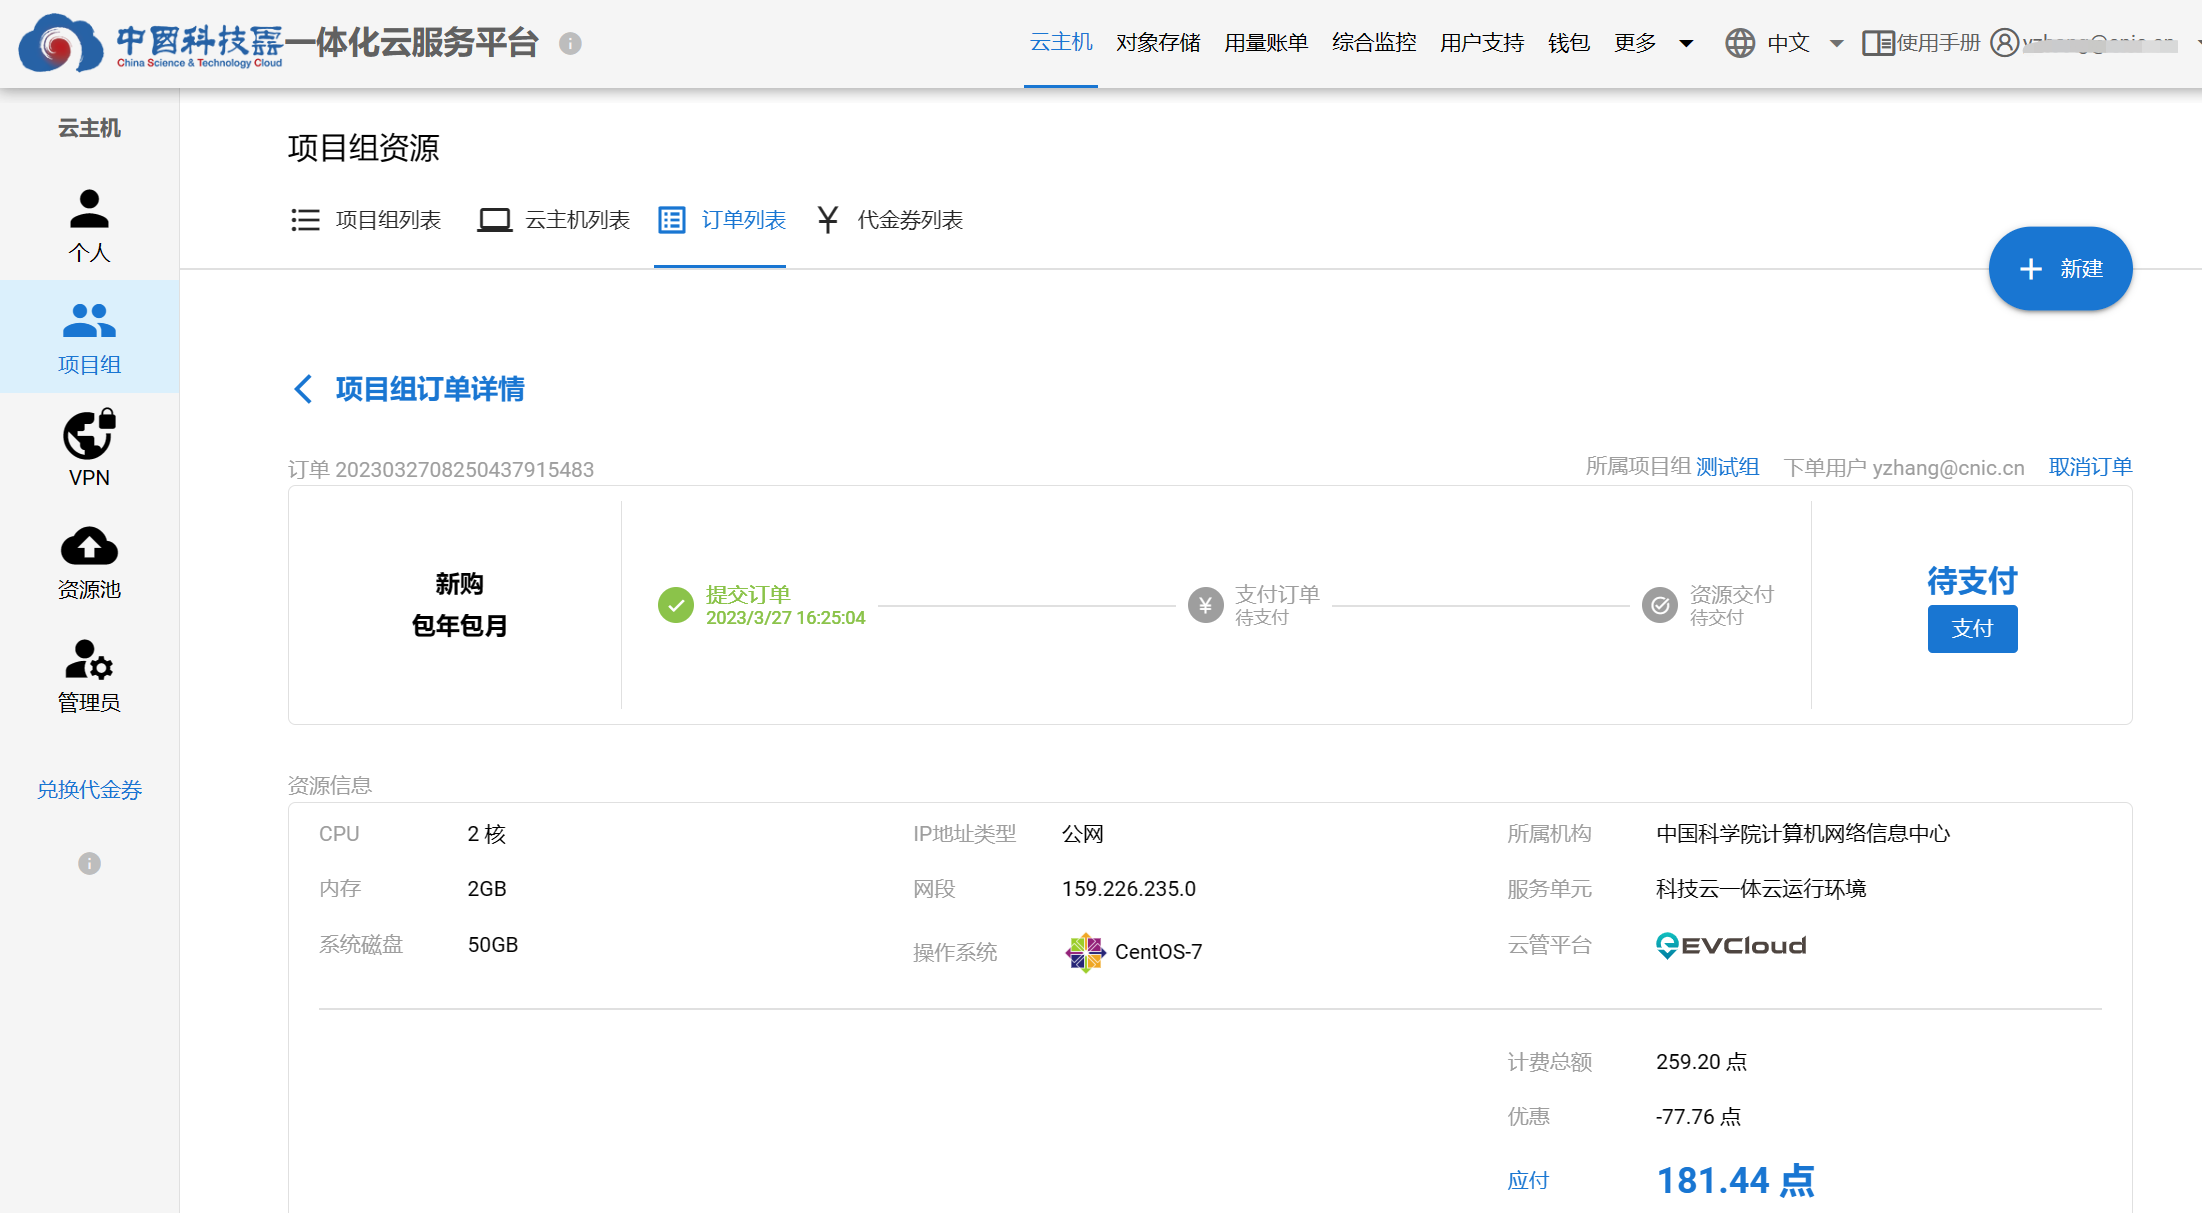 中国科技云一体化云服务平台
China Science & Technology Cloud
云主机 对象存储 用量账单 综合监控 用户支持 钱包 更多 中文 使用手册
云主机
个人
项目组
VPN
资源池
管理员
兑换代金券
项目组资源
项目组列表 云主机列表 订单列表 代金券列表
新建
项目组订单详情
订单 2023032708250437915483 所属项目组 测试组 下单用户 yzhang@cnic.cn 取消订单
新购
包年包月
提交订单
2023/3/27 16:25:04
¥ 支付订单
待支付
资源交付
待交付
待支付
支付
资源信息
CPU 2 核 IP地址类型 公网 所属机构 中国科学院计算机网络信息中心
内存 2GB 网段 159.226.235.0 服务单元 科技云一体云运行环境
系统磁盘 50GB 操作系统 CentOS-7 云管平台 EVCloud
计费总额 259.20 点
优惠 -77.76 点
应付 181.44 点